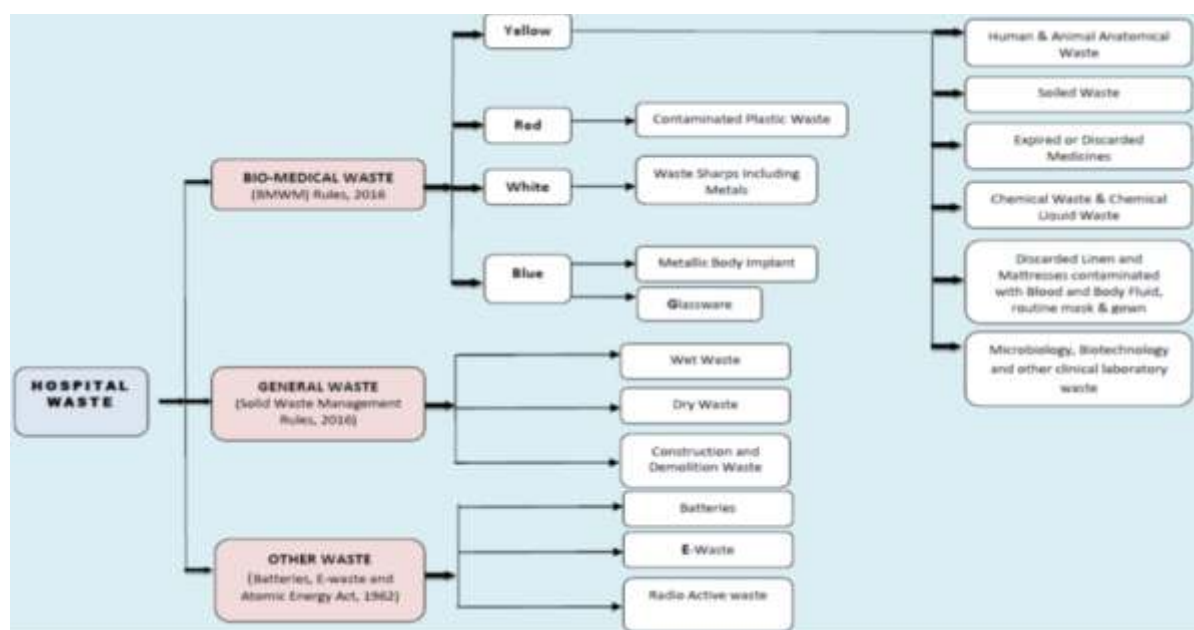 HOSPITAL
WASTE
BIO-MEDICAL WASTE
(BMWM) Rules, 2016
Yellow
Human & Animal Anatomical
Waste
Soiled Waste
Expired or Discarded
Medicines
Chemical Waste & Chemical
Liquid Waste
Discarded Linen and
Mattresses contaminated
with Blood and Body Fluid,
routine mask & gown
Microbiology, Biotechnology
and other clinical laboratory
waste
Red
Contaminated Plastic Waste
White
Waste Sharps Including
Metals
Blue
Metallic Body Implant
Glassware
GENERAL WASTE
(Solid Waste Management
Rules, 2016)
Wet Waste
Dry Waste
Construction and
Demolition Waste
OTHER WASTE
(Batteries, E-waste and
Atomic Energy Act, 1962)
Batteries
E-Waste
Radio Active waste